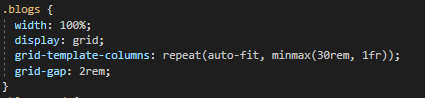 .blogs {
width: 100%;
display: grid;
grid-template-columns: repeat(auto-fit, minmax(30rem, 1fr));
grid-gap: 2rem;
}